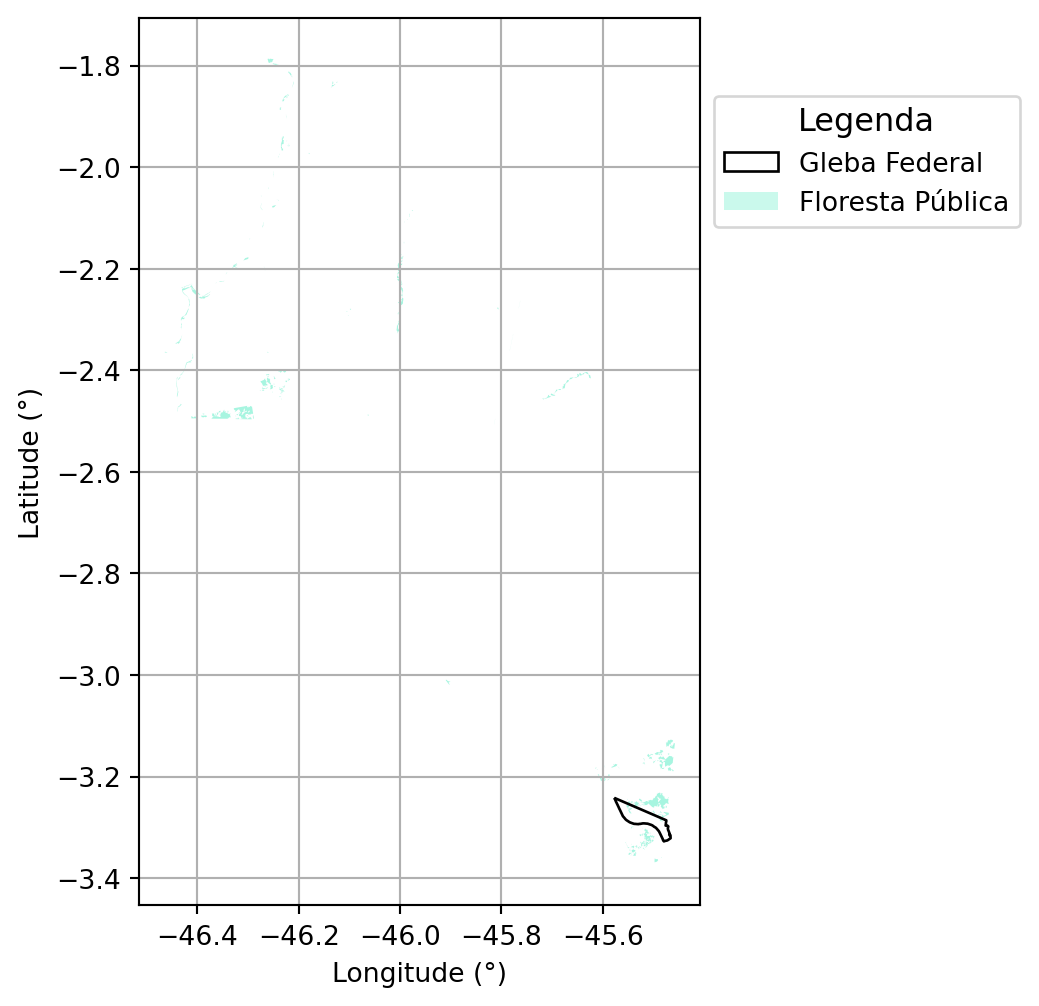 Legenda
Gleba Federal
Floresta Pública
−1.8
−2.0
−2.2
−2.4
−2.6
−2.8
−3.0
−3.2
−3.4
Latitude (°)
−46.4 −46.2 −46.0 −45.8 −45.6
Longitude (°)